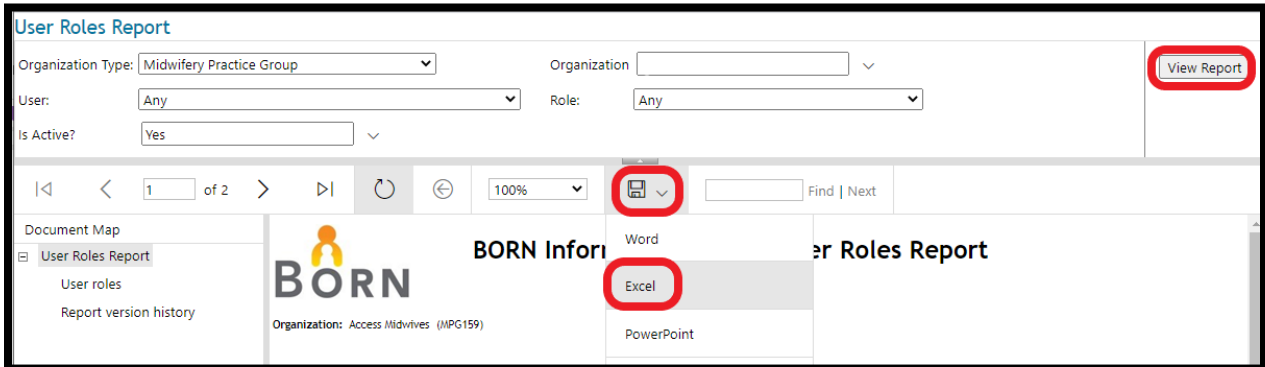 User Roles Report
Organization Type: Midwifery Practice Group Organization
View Report
User: Any Role: Any
Is Active? Yes
1 of 2 100% Find | Next
Document Map
User Roles Report
User roles
Report version history
BORN
BORN Infor er Roles Report
Organization: Access Midwives (MPG159)
Word
Excel
PowerPoint